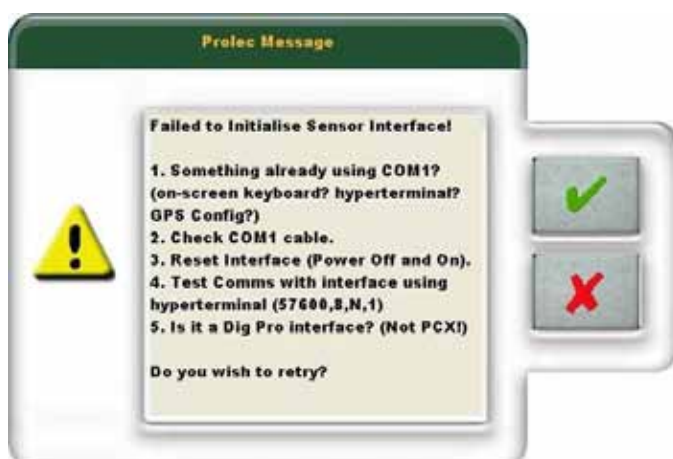 Prolec Message
Failed to Initialise Sensor Interface!
1. Something already using COM1?
(on-screen keyboard? hyperterminal?
GPS Config?)
2. Check COM1 cable.
3. Reset Interface (Power Off and On).
4. Test Comms with interface using
hyperterminal (57600,8,N,1)
5. Is it a Dig Pro interface? (Not PCX!)
Do you wish to retry?